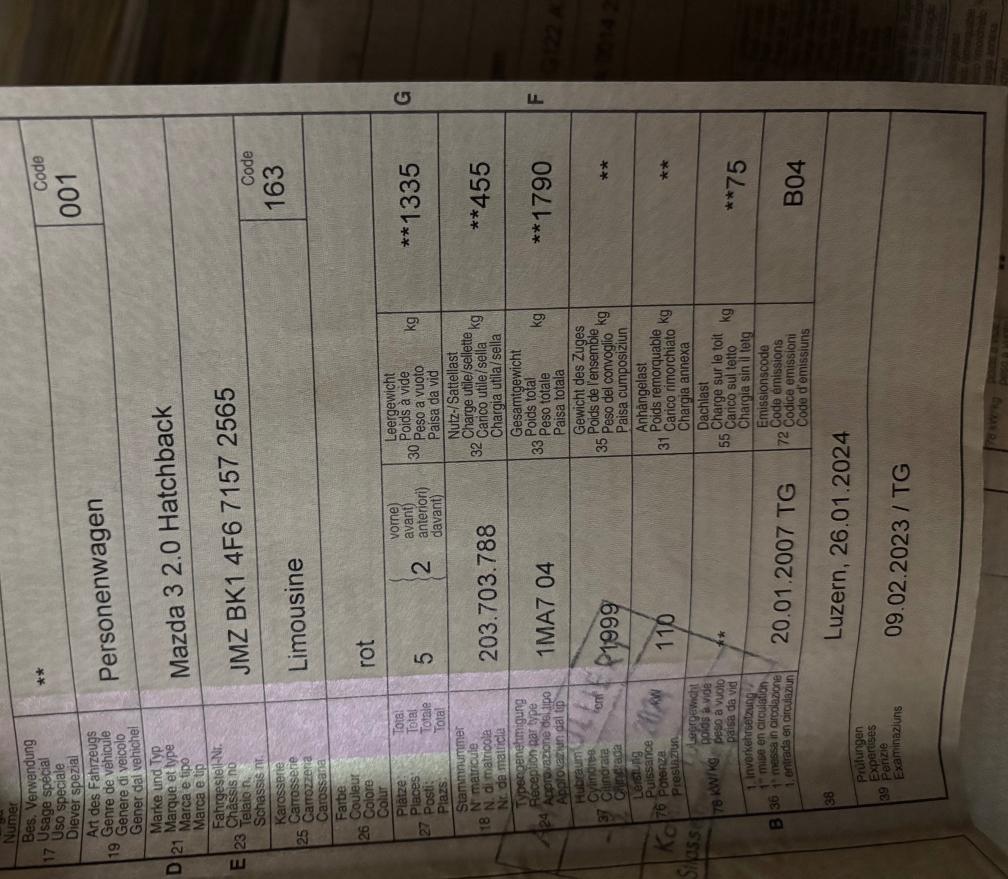 Numer
Bes. Verwendung
17 Usage spécial **
Uso speciale
Diever spezial
Code
001
Art des Fahrzeugs
19 Genre de véhicule Personenwagen
Genere di veicolo
Gener dal vehichel
Marke und Typ
D 21 Marque et type Mazda 3 2.0 Hatchback
Marca e tipo
Marca e tip
Fahrgestell-Nr.
E 23 Châssis no JMZ BK1 4F6 7157 2565
Telaio n.
Schassis nr.
Karosserie
25 Carrosserie Limousine
Carrozzeria
Carossaria
Code
163
Farbe
26 Couleur rot
Colore
Colur
Plätze: Total
27 Places: Total 5
Posti: Totale
Plazs: Total
vorne)
avant) 2
anteriori)
davant)
Leergewicht
30 Poids à vide kg **1335 G
Peso a vuoto
Paisa da vid
Stammnummer
18 N° matricule 203.703.788
N. di matricola
Nr. da matricla
Nutz-/Sattellast
32 Charge utile/sellette kg **455
Carico utile/sella
Chargia utila/sella
Typengenehmigung
24 Réception par type 1MA7 04
Approvazione del tipo
Approvaziun dal tip
Gesamtgewicht
33 Poids total kg **1790 F
Peso totale
Paisa totala
Hubraum
37 Cylindrée cm³ 1999
Cilindrata
Cilindrada
Gewicht des Zuges
35 Poids de l'ensemble kg **
Peso del convoglio
Paisa cumposiziun
Leistung
76 Puissance kW 110
Potenza
Prestaziun
Anhängelast
31 Poids remorquable kg **
Carico rimorchiato
Chargia annexa
78 kW/kg Leergewicht
poids à vide **
peso a vuoto
paisa da vid
Dachlast
55 Charge sur le toit kg **75
Carico sul tetto
Chargia sin il tetg
1. Inverkehrsetzung
B 36 1re mise en circulation 20.01.2007 TG
1a messa in circolazione
1. entrada en circulaziun
Emissionscode
72 Code émissions B04
Codice emissioni
Code d'emissiuns
38 Luzern, 26.01.2024
Prüfungen
39 Expertises 09.02.2023 / TG
Perizie
Examinaziuns